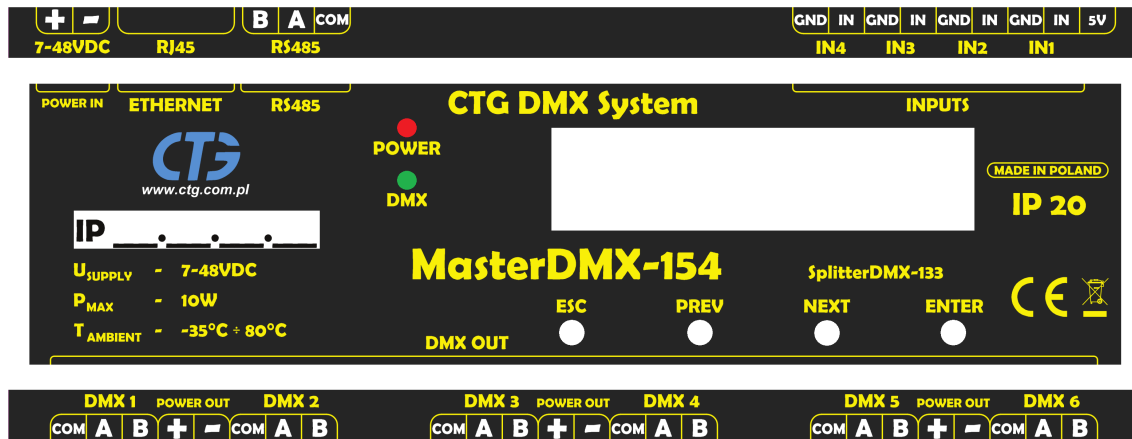 + - B A COM GND IN GND IN GND IN GND IN 5V
7-48VDC RJ45 RS485 IN4 IN3 IN2 IN1
POWER IN ETHERNET RS485 CTG DMX System INPUTS
CTG
www.ctg.com.pl
POWER
DMX
MADE IN POLAND
IP 20
IP ___.___.___.___
MasterDMX-154 SplitterDMX-133
USUPPLY - 7-48VDC
PMAX - 10W
TAMBIENT - -35°C ÷ 80°C
ESC PREV NEXT ENTER
CE
DMX OUT
DMX 1 POWER OUT DMX 2 DMX 3 POWER OUT DMX 4 DMX 5 POWER OUT DMX 6
COM A B + - COM A B COM A B + - COM A B COM A B + - COM A B